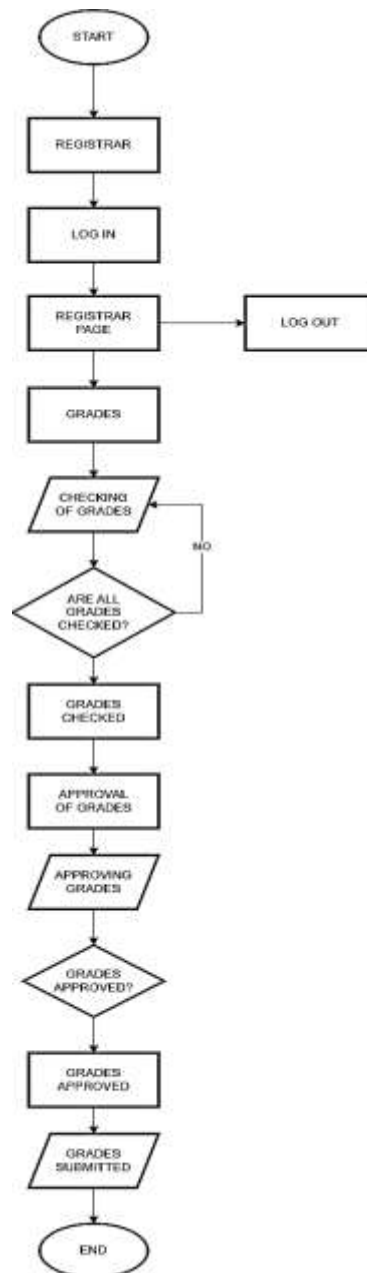 START
REGISTRAR
LOG IN
REGISTRAR
PAGE
LOG OUT
GRADES
CHECKING
OF GRADES
NO
ARE ALL
GRADES
CHECKED?
GRADES
CHECKED
APPROVAL
OF GRADES
APPROVING
GRADES
GRADES
APPROVED?
GRADES
APPROVED
GRADES
SUBMITTED
END